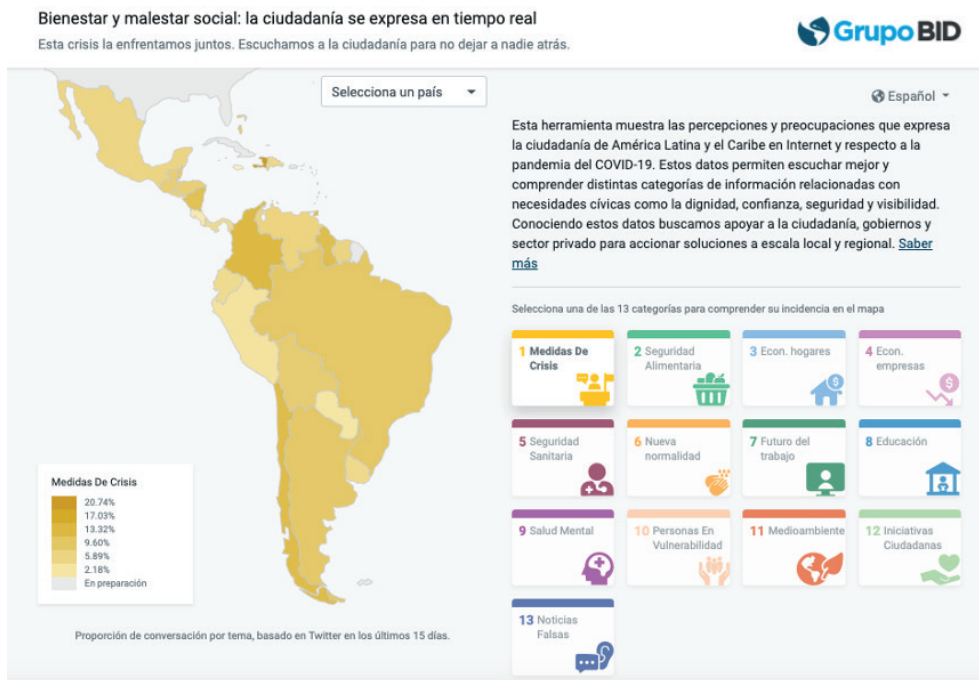 Bienestar y malestar social: la ciudadanía se expresa en tiempo real
Esta crisis la enfrentamos juntos. Escuchamos a la ciudadanía para no dejar a nadie atrás.
Grupo BID
Selecciona un país
Español
Esta herramienta muestra las percepciones y preocupaciones que expresa
la ciudadanía de América Latina y el Caribe en Internet y respecto a la
pandemia del COVID-19. Estos datos permiten escuchar mejor y
comprender distintas categorías de información relacionadas con
necesidades cívicas como la dignidad, confianza, seguridad y visibilidad.
Conociendo estos datos buscamos apoyar a la ciudadanía, gobiernos y
sector privado para accionar soluciones a escala local y regional. Saber
más
Selecciona una de las 13 categorías para comprender su incidencia en el mapa
1 Medidas De
Crisis
2 Seguridad
Alimentaria
3 Econ. hogares
4 Econ.
empresas
5 Seguridad
Sanitaria
6 Nueva
normalidad
7 Futuro del
trabajo
8 Educación
9 Salud Mental
10 Personas En
Vulnerabilidad
11 Medioambiente
12 Iniciativas
Ciudadanas
13 Noticias
Falsas
Medidas De Crisis
20.74%
17.03%
13.32%
9.60%
5.89%
2.18%
En preparación
Proporción de conversación por tema, basado en Twitter en los últimos 15 días.